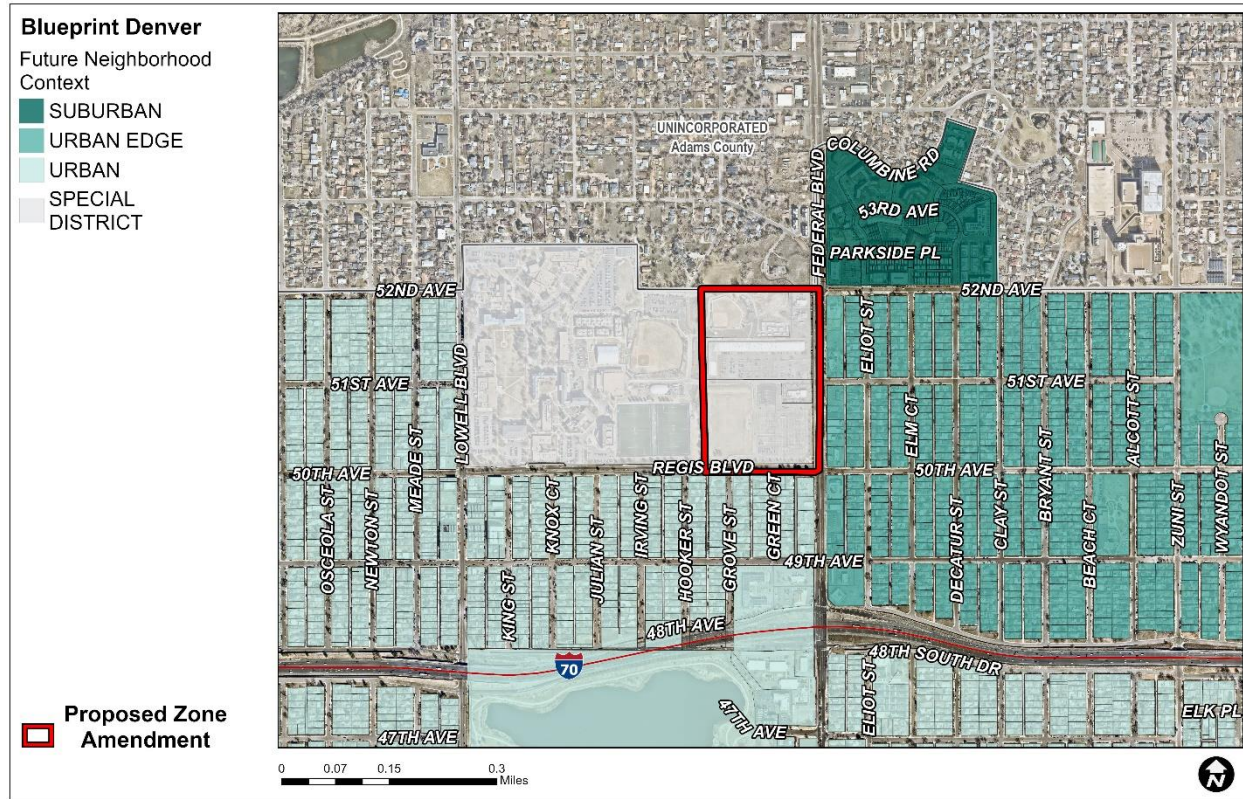 Blueprint Denver
Future Neighborhood
Context
SUBURBAN
URBAN EDGE
URBAN
SPECIAL
DISTRICT
UNINCORPORATED
Adams County
FEDERAL BLVD
COLUMBINE RD
53RD AVE
PARKSIDE PL
52ND AVE
52ND AVE
LOWELL BLVD
ELIOT ST
51ST AVE
51ST AVE
MEADE ST
ELM CT
BRYANT ST
ALCOTT ST
50TH AVE
REGIS BLVD
50TH AVE
OSCEOLA ST
NEWTON ST
KING ST
KNOX CT
JULIAN ST
IRVING ST
HOOKER ST
GROVE ST
GREEN CT
DECATUR ST
CLAY ST
BEACH CT
ZUNI ST
WYANDOT ST
49TH AVE
48TH AVE
70
48TH SOUTH DR
ELIOT ST
47TH AVE
47TH AVE
ELK PL
Proposed Zone
Amendment
0 0.07 0.15 0.3
Miles
N